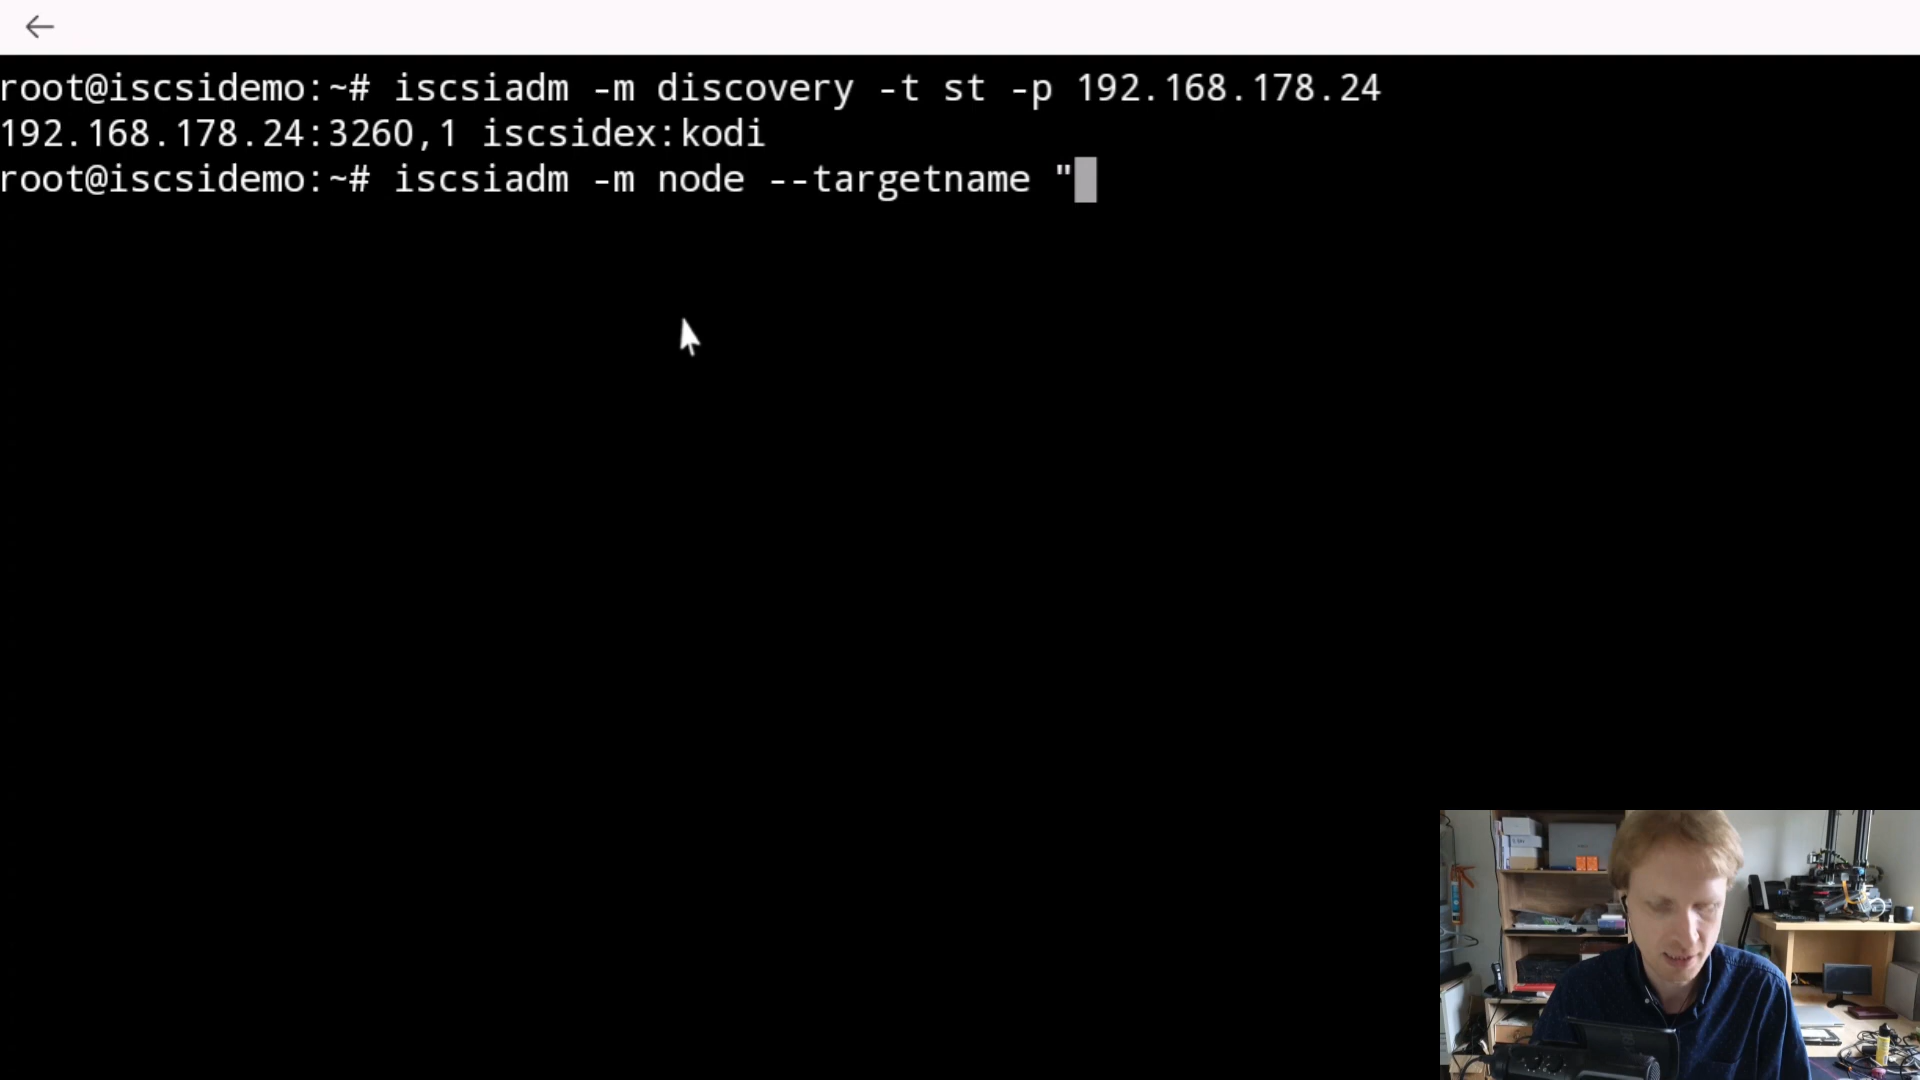 root@iscsidemo:~# iscsiadm -m discovery -t st -p 192.168.178.24
192.168.178.24:3260,1 iscsidex:kodi
root@iscsidemo:~# iscsiadm -m node --targetname "